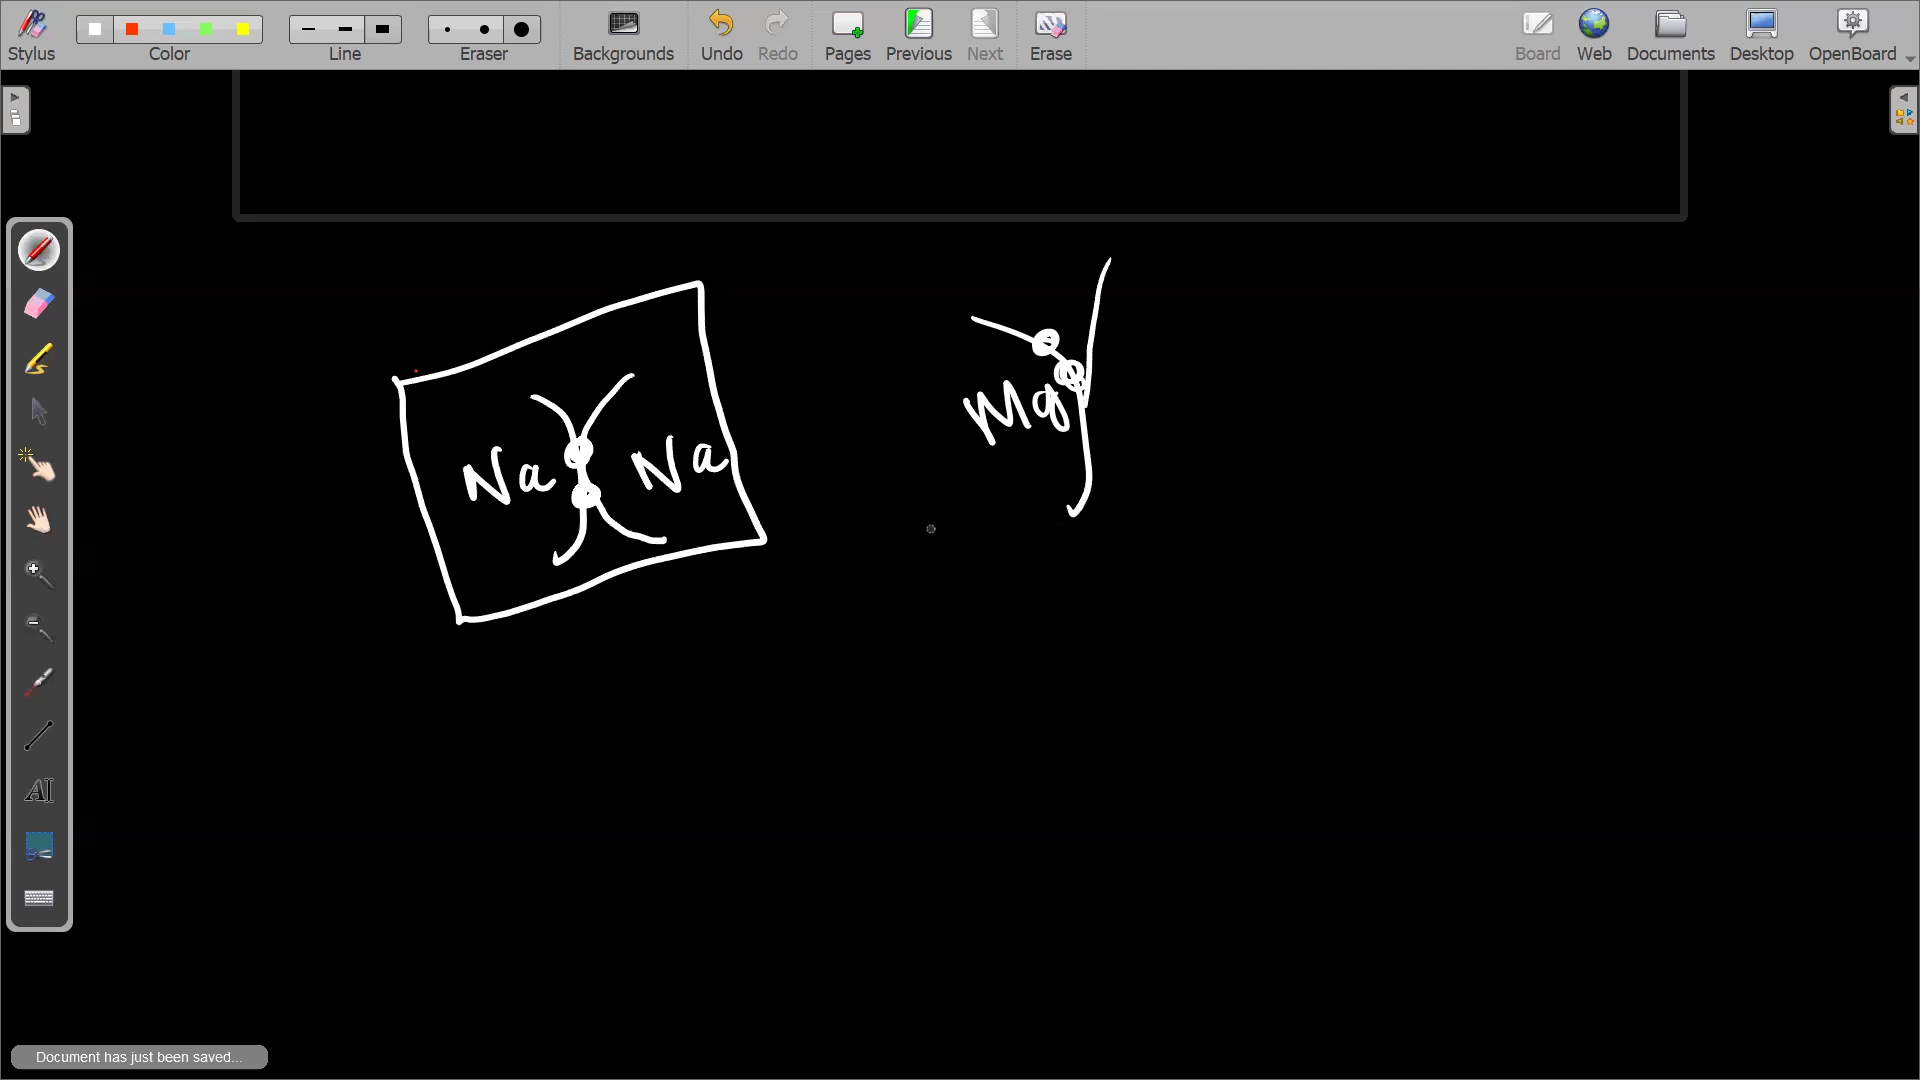 Stylus Color Line Eraser Backgrounds Undo Redo Pages Previous Next Erase Board Web Documents Desktop OpenBoard
Mg
Na Na
AI
Document has just been saved...